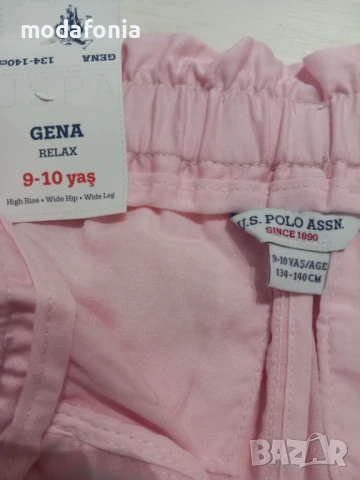 modafonia
GENA
134-140cm
GENA
RELAX
9-10 yaş
High Rise • Wide Hip • Wide Leg
U.S. POLO ASSN.
SINCE 1890
9-10 YAŞ/AGE
134-140 CM
BAZAR